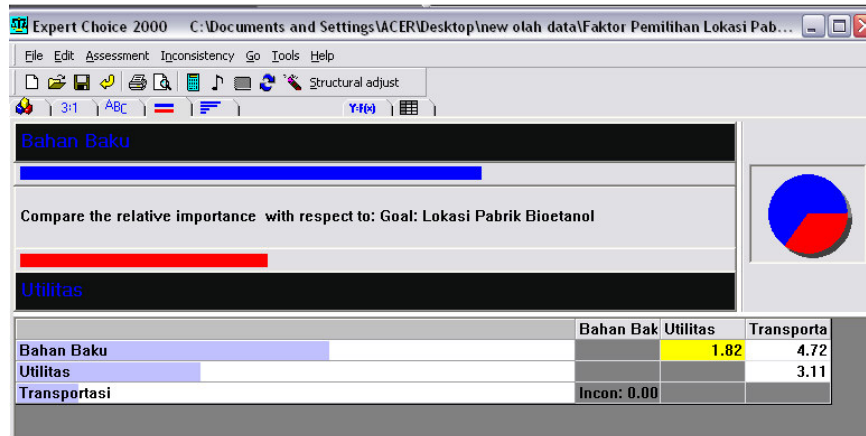 Expert Choice 2000 C:\Documents and Settings\ACER\Desktop\new olah data\Faktor Pemilihan Lokasi Pab...
File Edit Assessment Inconsistency Go Tools Help
Structural adjust
3:1 ABC Y:F(x)
Bahan Baku
Compare the relative importance with respect to: Goal: Lokasi Pabrik Bioetanol
Utilitas
Bahan Bak Utilitas Transporta
Bahan Baku 1.82 4.72
Utilitas 3.11
Transportasi Incon: 0.00